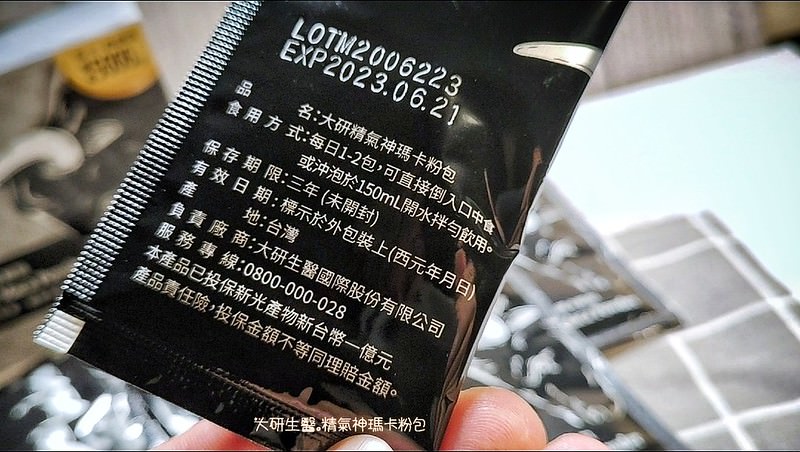 LOTM2006223
EXP2023.06.21
品名:大研精氣神瑪卡粉包
食用方式:每日1-2包,可直接倒入口中食
或沖泡於150mL開水拌勻飲用。
保存期限:三年(未開封)
有效日期:標示於外包裝上(西元年月日)
產地:台灣
負責廠商:大研生醫國際股份有限公司
服務專線:0800-000-028
本產品已投保新光產物新台幣一億元
產品責任險,投保金額不等同理賠金額。
大研生醫。精氣神瑪卡粉包